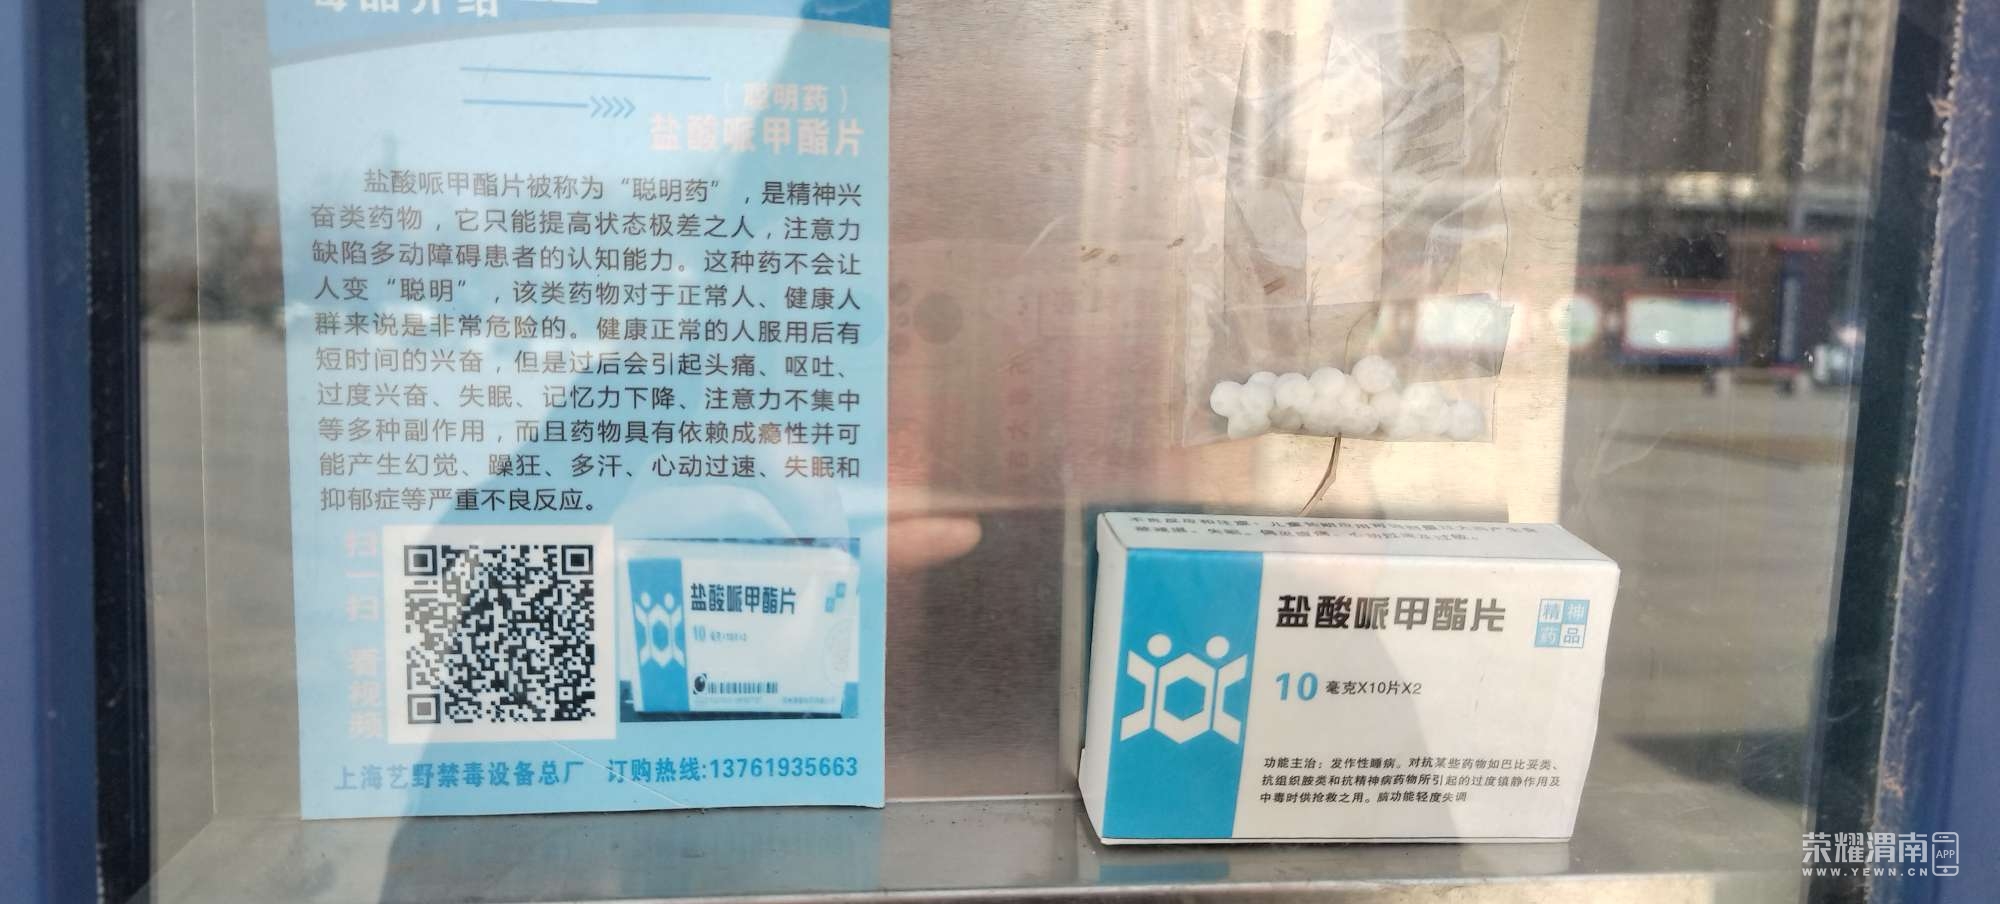 毒品介绍
（聪明药）
盐酸哌甲酯片
盐酸哌甲酯片被称为“聪明药”，是精神兴
奋类药物，它只能提高状态极差之人，注意力
缺陷多动障碍患者的认知能力。这种药不会让
人变“聪明”，该类药物对于正常人、健康人
群来说是非常危险的。健康正常的人服用后有
短时间的兴奋，但是过后会引起头痛、呕吐、
过度兴奋、失眠、记忆力下降、注意力不集中
等多种副作用，而且药物具有依赖成瘾性并可
能产生幻觉、躁狂、多汗、心动过速、失眠和
抑郁症等严重不良反应。
扫一扫 看视频
盐酸哌甲酯片
10 毫克X10片X2
上海艺野禁毒设备总厂 订购热线:13761935663
盐酸哌甲酯片
精神
药品
10 毫克X10片X2
功能主治：发作性睡病。对抗某些药物如巴比妥类、
抗组织胺类和抗精神病药物所引起的过度镇静作用及
中毒时供抢救之用。脑功能轻度失调
荣耀渭南 APP
WWW.YEWN.CN